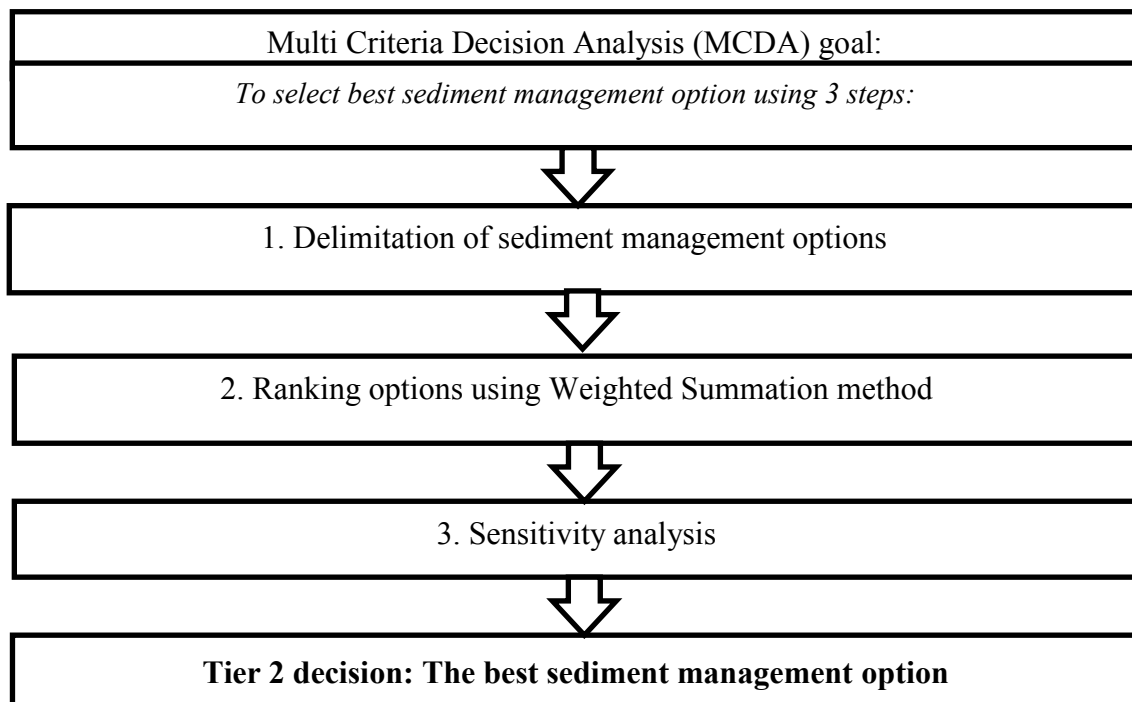 Multi Criteria Decision Analysis (MCDA) goal:
To select best sediment management option using 3 steps:
1. Delimitation of sediment management options
2. Ranking options using Weighted Summation method
3. Sensitivity analysis
Tier 2 decision: The best sediment management option